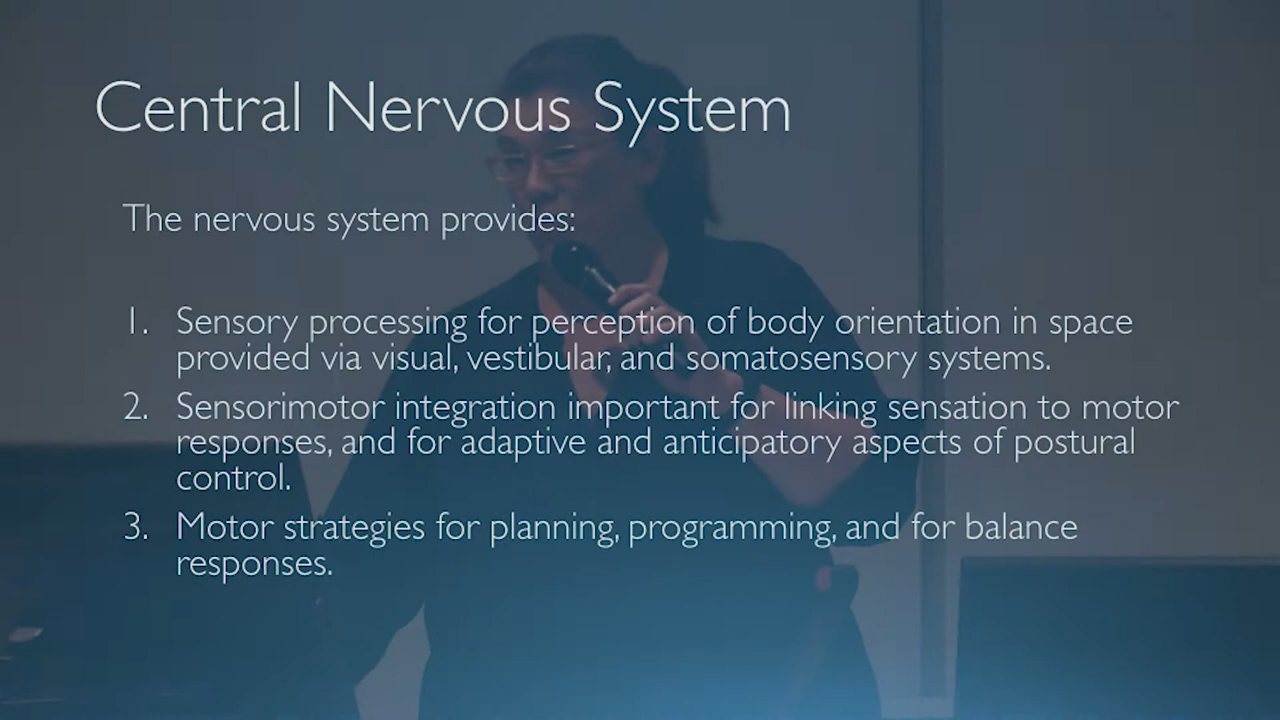 Central Nervous System
The nervous system provides:
1. Sensory processing for perception of body orientation in space
provided via visual, vestibular, and somatosensory systems.
2. Sensorimotor integration important for linking sensation to motor
responses, and for adaptive and anticipatory aspects of postural
control.
3. Motor strategies for planning, programming, and for balance
responses.